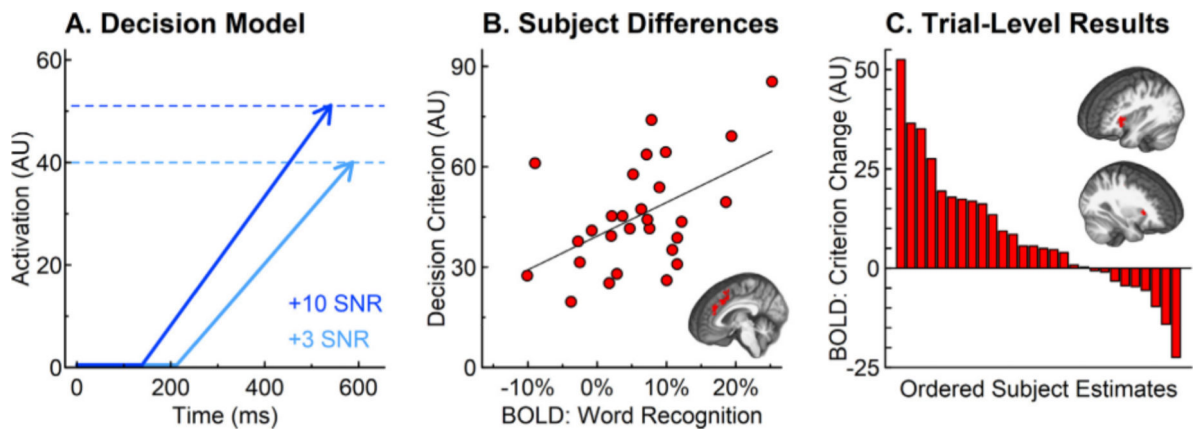 A. Decision Model
60
40
20
0
Activation (AU)
+10 SNR
+3 SNR
0 200 400 600
Time (ms)
B. Subject Differences
90
60
30
0
Decision Criterion (AU)
-10% 0% 10% 20%
BOLD: Word Recognition
C. Trial-Level Results
50
25
0
-25
BOLD: Criterion Change (AU)
Ordered Subject Estimates